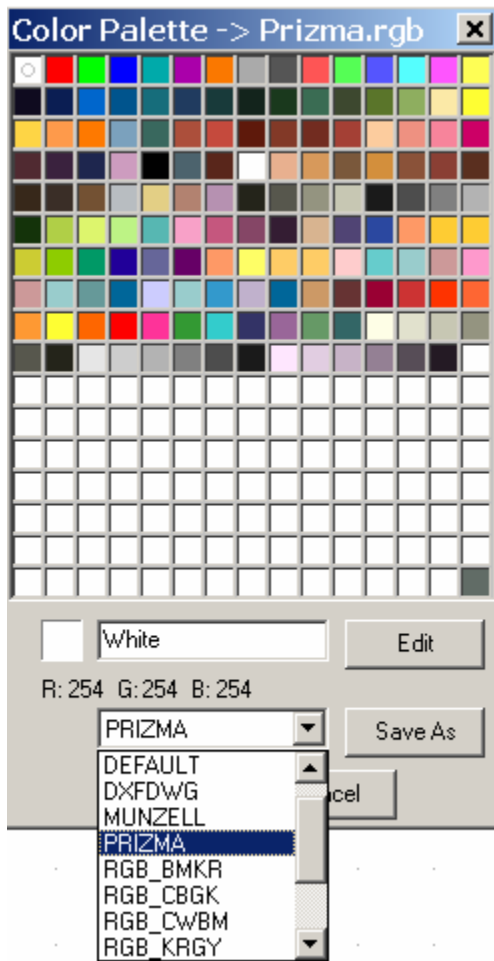 Color Palette -> Prizma.rgb
White
Edit
R: 254 G: 254 B: 254
PRIZMA
Save As
DEFAULT
DXFDWG
MUNZELL
PRIZMA
RGB_BMKR
RGB_CBGK
RGB_CWBM
RGB_KRGY